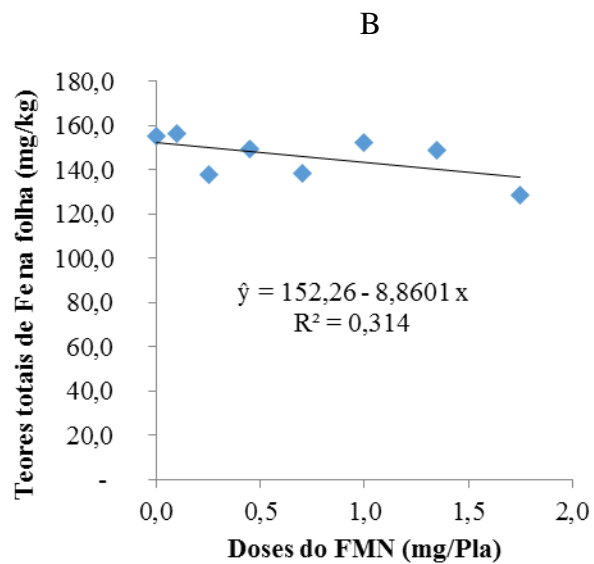 B
Teores totais de Fe na folha (mg/kg)
180,0
160,0
140,0
120,0
100,0
80,0
60,0
40,0
20,0
-
ŷ = 152,26 - 8,8601 x
R² = 0,314
0,0 0,5 1,0 1,5 2,0
Doses do FMN (mg/Pla)